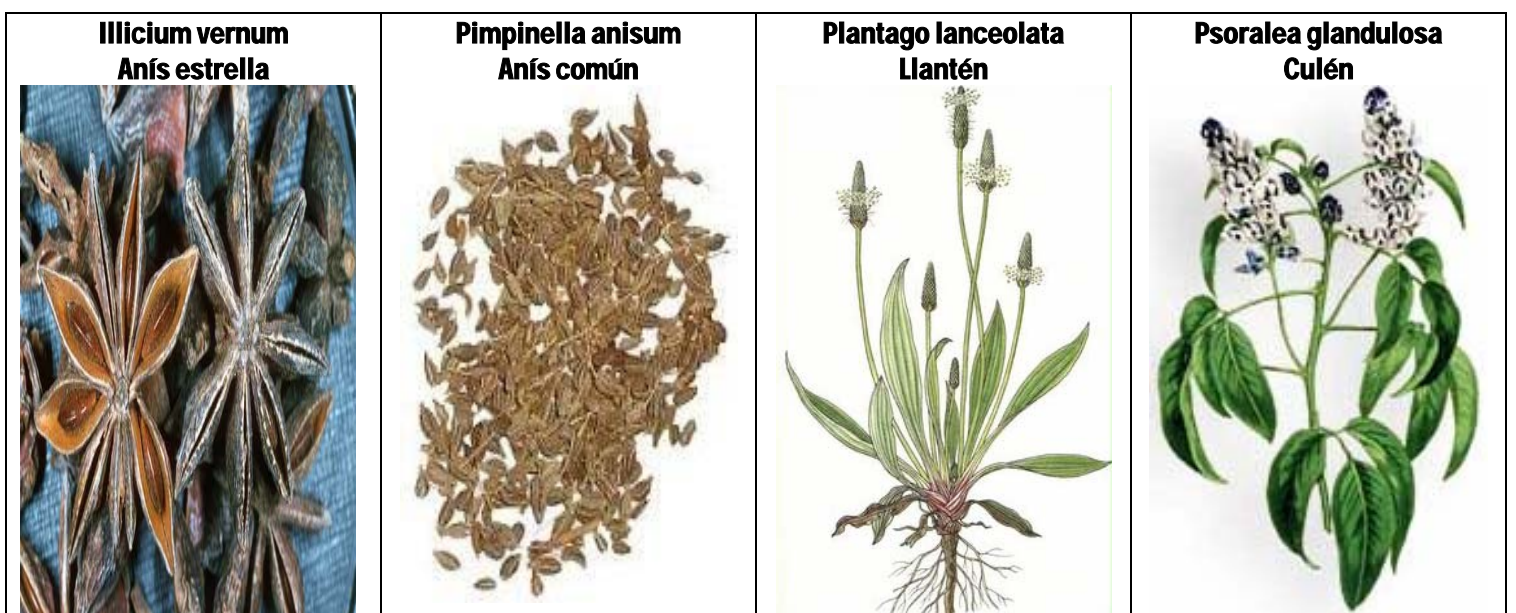 Illicium vernum
Anís estrella
Pimpinella anisum
Anís común
Plantago lanceolata
Llantén
Psoralea glandulosa
Culén